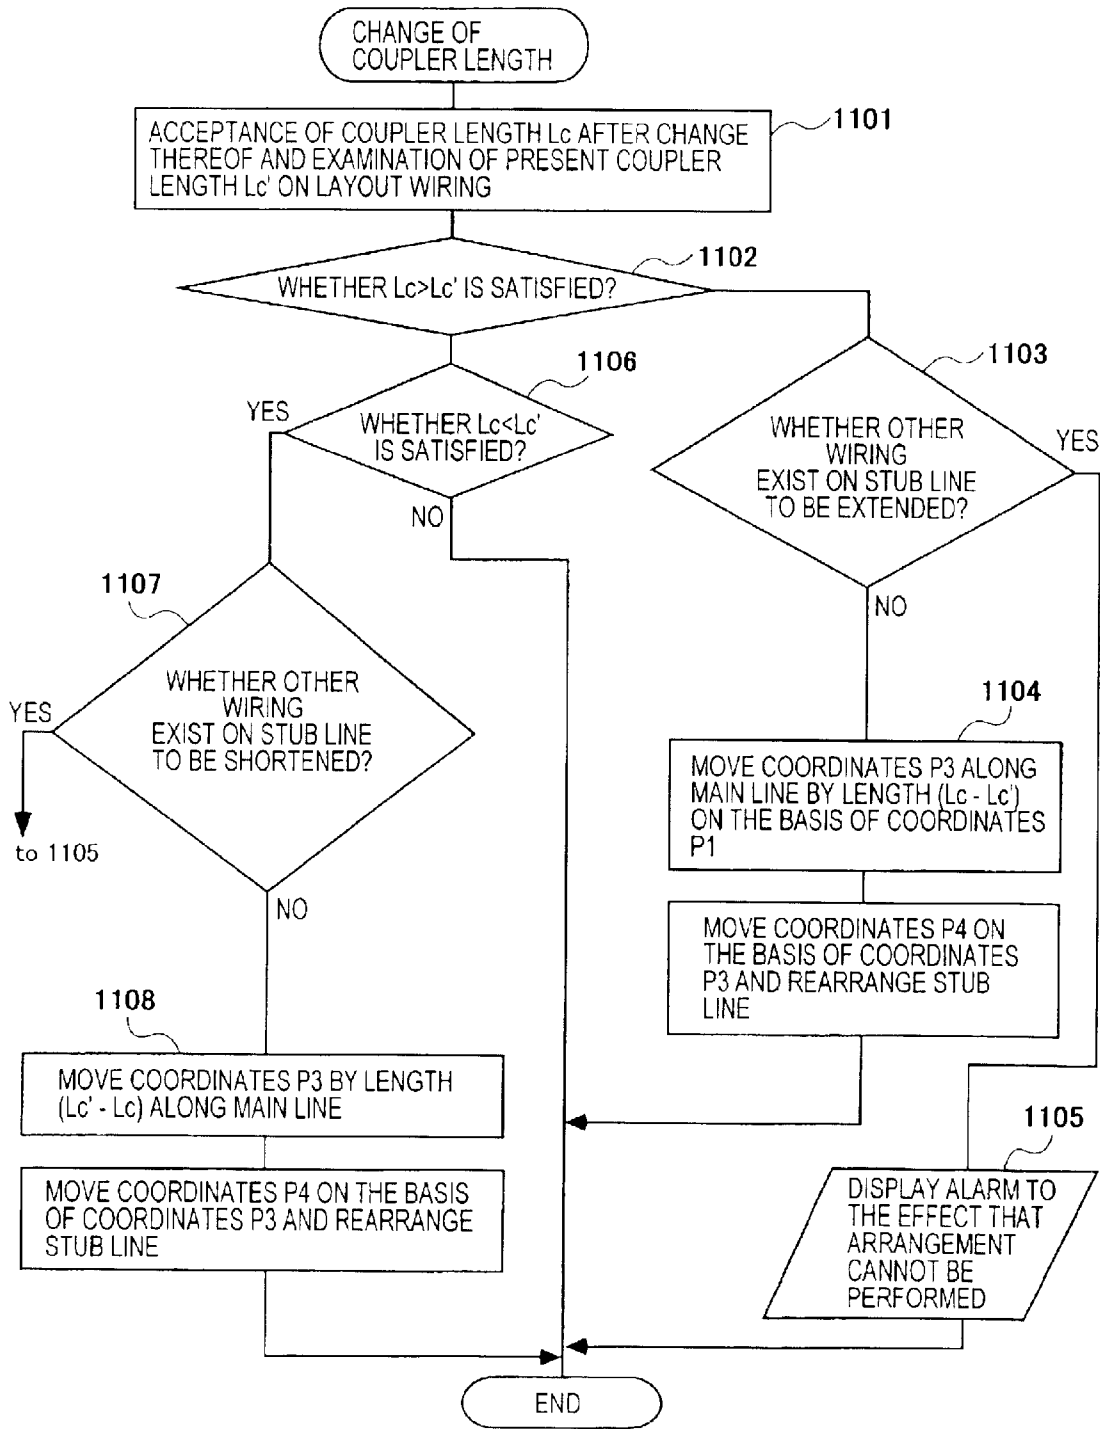 CHANGE OF
COUPLER LENGTH
1101
ACCEPTANCE OF COUPLER LENGTH Lc AFTER CHANGE
THEREOF AND EXAMINATION OF PRESENT COUPLER
LENGTH Lc' ON LAYOUT WIRING
1102
WHETHER Lc>Lc' IS SATISFIED?
1106
YES
WHETHER Lc<Lc'
IS SATISFIED?
NO
1103
WHETHER OTHER
WIRING
EXIST ON STUB LINE
TO BE EXTENDED?
YES
NO
1107
WHETHER OTHER
WIRING
EXIST ON STUB LINE
TO BE SHORTENED?
YES
to 1105
NO
1104
MOVE COORDINATES P3 ALONG
MAIN LINE BY LENGTH (Lc - Lc')
ON THE BASIS OF COORDINATES
P1
MOVE COORDINATES P4 ON
THE BASIS OF COORDINATES
P3 AND REARRANGE STUB
LINE
1108
MOVE COORDINATES P3 BY LENGTH
(Lc' - Lc) ALONG MAIN LINE
MOVE COORDINATES P4 ON THE BASIS
OF COORDINATES P3 AND REARRANGE
STUB LINE
1105
DISPLAY ALARM TO
THE EFFECT THAT
ARRANGEMENT
CANNOT BE
PERFORMED
END